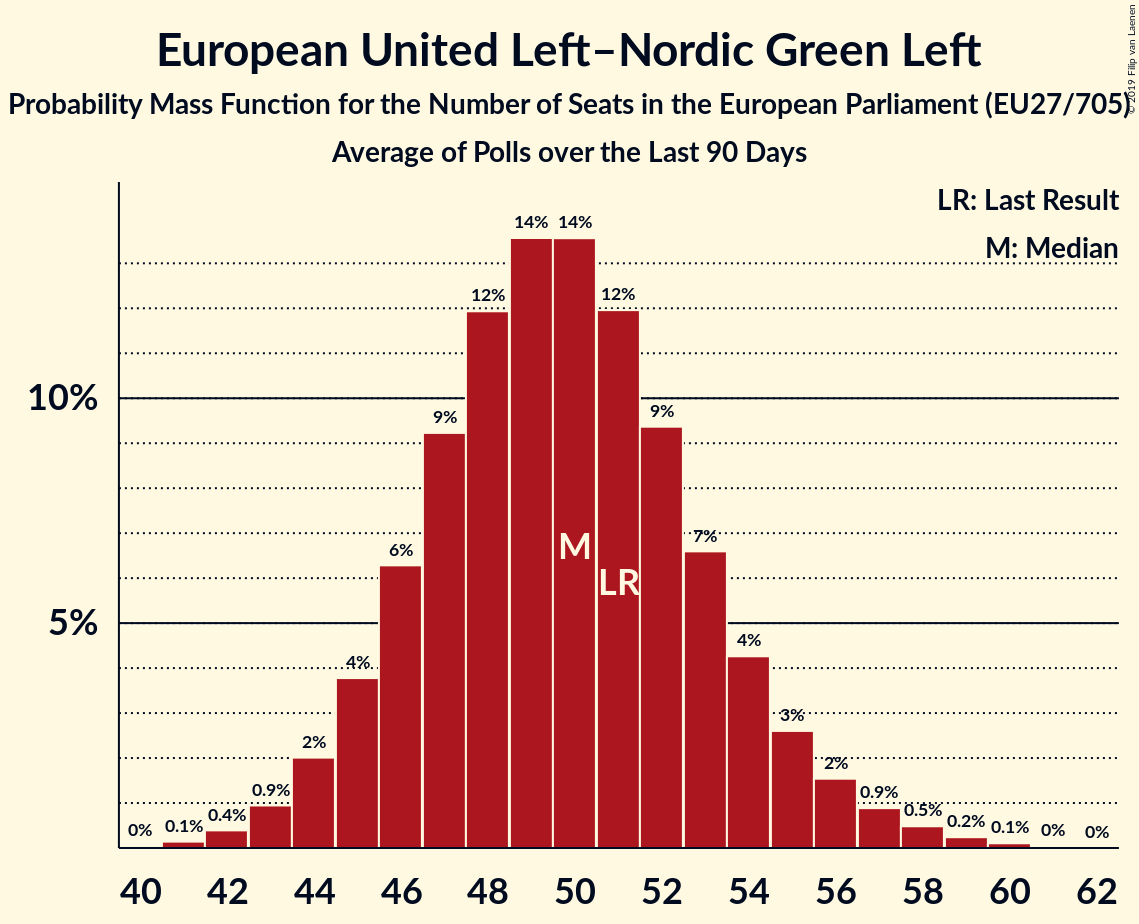 European United Left–Nordic Green Left
Probability Mass Function for the Number of Seats in the European Parliament (EU27/705)
Average of Polls over the Last 90 Days
© 2019 Filip van Laenen
LR: Last Result
M: Median
14% 14%
12% 12%
10%
9% 9%
7%
6%
M
LR
5%
4% 4%
3%
2% 2%
0.9% 0.9%
0% 0.1% 0.4% 0.5% 0.2% 0.1% 0% 0%
40 42 44 46 48 50 52 54 56 58 60 62